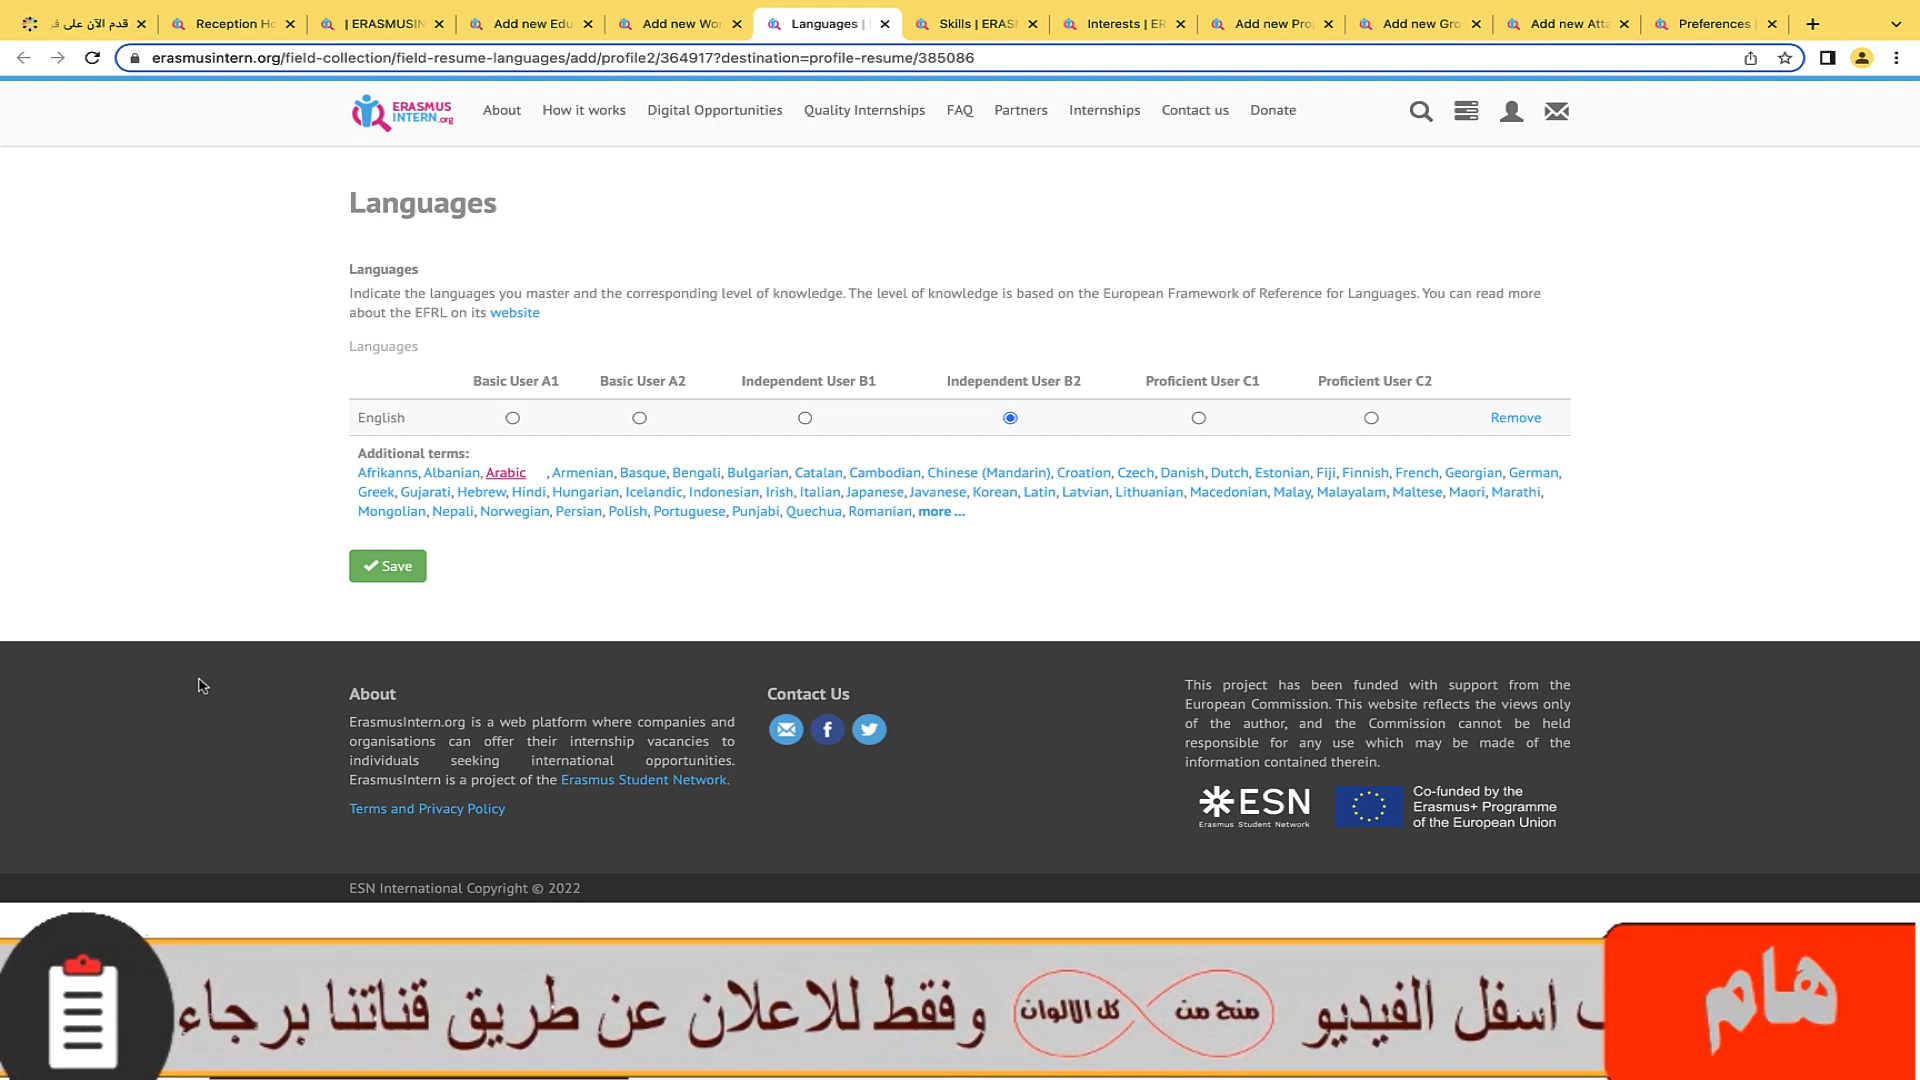 قدم الآن على فر
Reception Ho
| ERASMUSIN
Add new Edu
Add new Wor
Languages |
Skills | ERAS
Interests | ER
Add new Pro
Add new Gro
Add new Atta
Preferences |
erasmusintern.org/field-collection/field-resume-languages/add/profile2/364917?destination=profile-resume/385086
ERASMUS
INTERN.org
About
How it works
Digital Opportunities
Quality Internships
FAQ
Partners
Internships
Contact us
Donate
Languages
Languages
Indicate the languages you master and the corresponding level of knowledge. The level of knowledge is based on the European Framework of Reference for Languages. You can read more
about the EFRL on its website
Languages
Basic User A1 Basic User A2 Independent User B1 Independent User B2 Proficient User C1 Proficient User C2
English Remove
Additional terms:
Afrikanns, Albanian, Arabic , Armenian, Basque, Bengali, Bulgarian, Catalan, Cambodian, Chinese (Mandarin), Croation, Czech, Danish, Dutch, Estonian, Fiji, Finnish, French, Georgian, German,
Greek, Gujarati, Hebrew, Hindi, Hungarian, Icelandic, Indonesian, Irish, Italian, Japanese, Javanese, Korean, Latin, Latvian, Lithuanian, Macedonian, Malay, Malayalam, Maltese, Maori, Marathi,
Mongolian, Nepali, Norwegian, Persian, Polish, Portuguese, Punjabi, Quechua, Romanian, more ...
Save
About
ErasmusIntern.org is a web platform where companies and
organisations can offer their internship vacancies to
individuals seeking international opportunities.
ErasmusIntern is a project of the Erasmus Student Network.
Terms and Privacy Policy
Contact Us
This project has been funded with support from the
European Commission. This website reflects the views only
of the author, and the Commission cannot be held
responsible for any use which may be made of the
information contained therein.
ESN
Erasmus Student Network
Co-funded by the
Erasmus+ Programme
of the European Union
ESN International Copyright © 2022
هام
اسفل الفيديو
منح من
كل الالوان
وفقط للاعلان عن طريق قناتنا برجاء